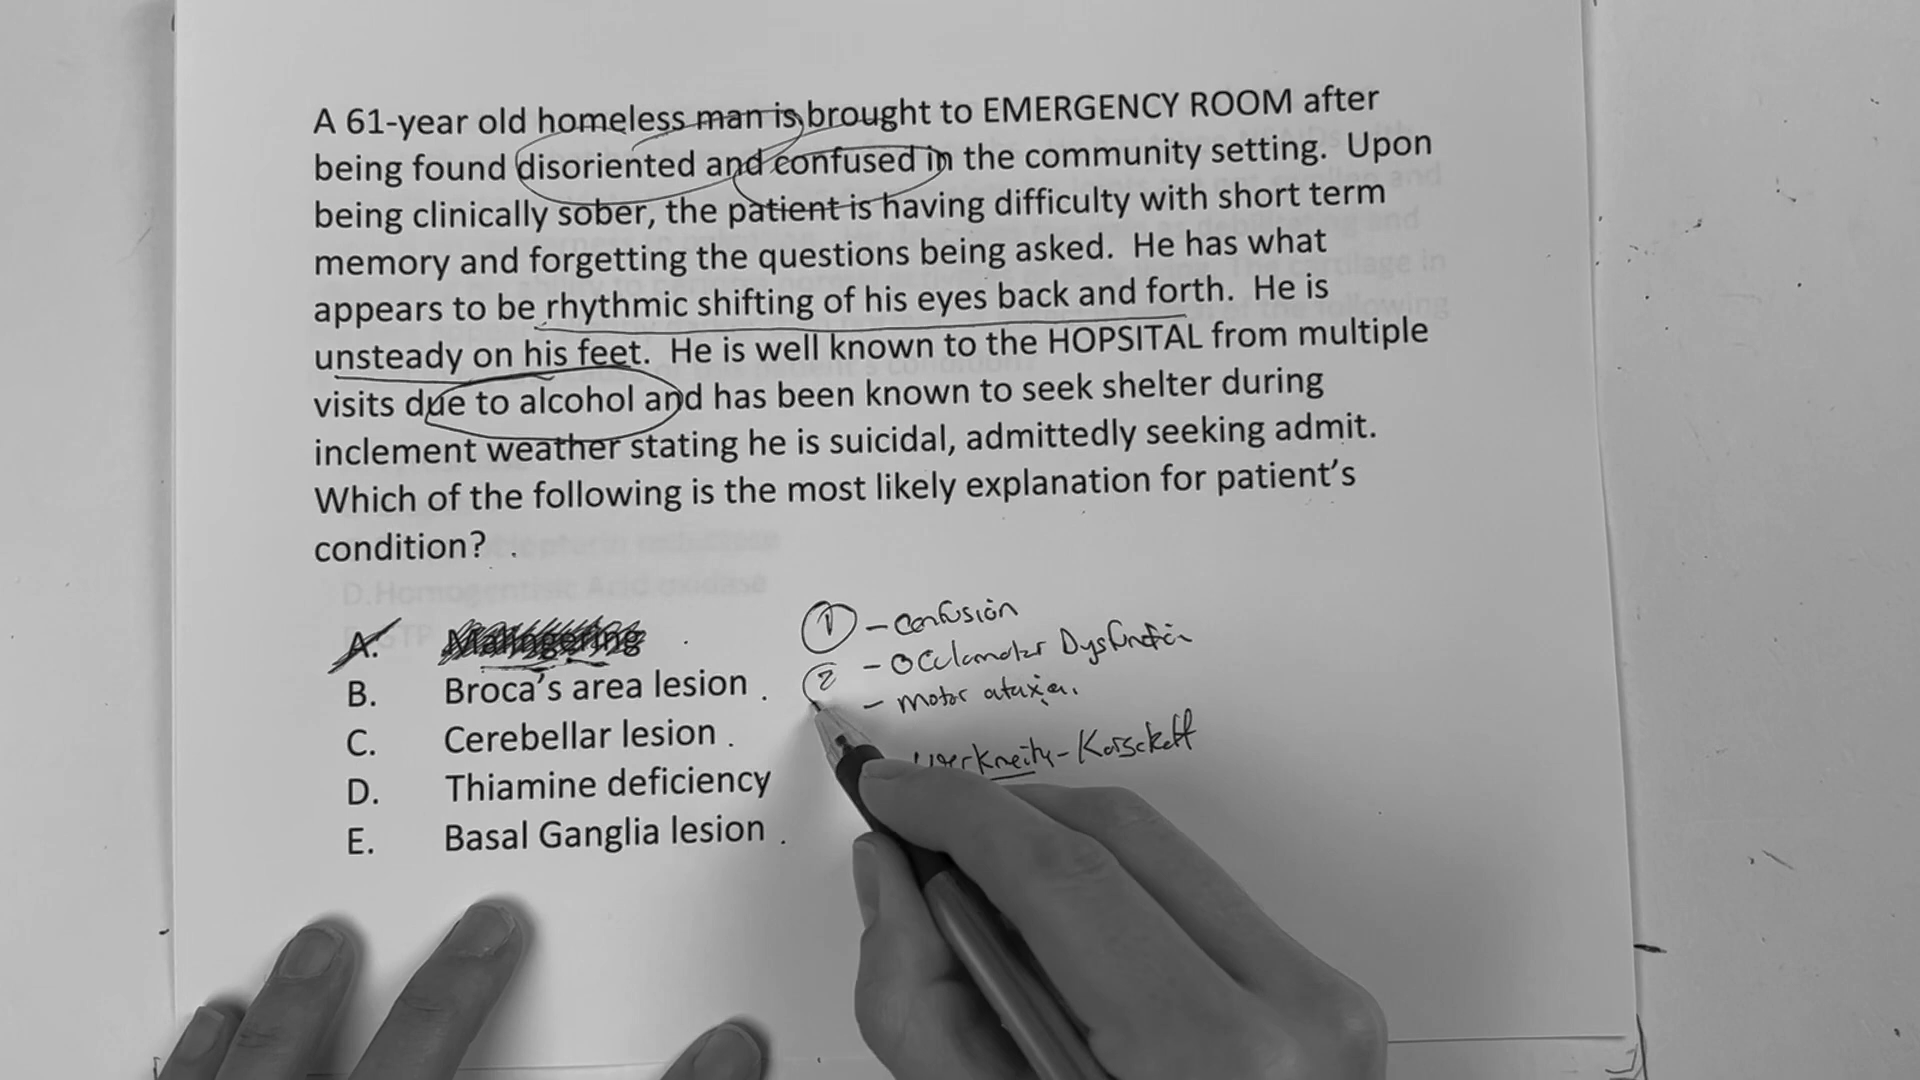 A 61-year old homeless man is brought to EMERGENCY ROOM after
being found disoriented and confused in the community setting. Upon
being clinically sober, the patient is having difficulty with short term
memory and forgetting the questions being asked. He has what
appears to be rhythmic shifting of his eyes back and forth. He is
unsteady on his feet. He is well known to the HOPSITAL from multiple
visits due to alcohol and has been known to seek shelter during
inclement weather stating he is suicidal, admittedly seeking admit.
Which of the following is the most likely explanation for patient's
condition?
A. Malingering
B. Broca's area lesion
C. Cerebellar lesion
D. Thiamine deficiency
E. Basal Ganglia lesion
1 - confusion
2 - Oculomotor Dysfunction
- motor ataxia.
Korsakoff
D.Homogentisic Acid oxidase